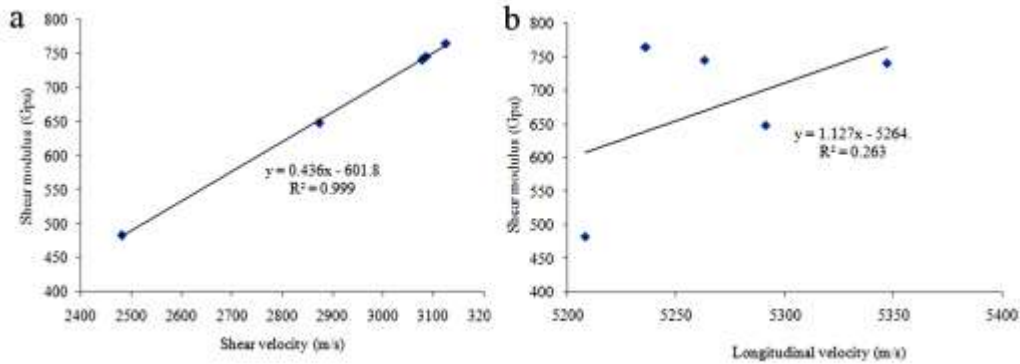 a
b
800
750
700
650
600
550
500
450
400
Shear modulus (Gpa)
y = 0.436x - 601.8
R² = 0.999
2400 2500 2600 2700 2800 2900 3000 3100 320
Shear velocity (m/s)
800
750
700
650
600
550
500
450
400
Shear modulus (Gpa)
y = 1.127x - 5264.
R² = 0.263
5200 5250 5300 5350 5400
Longitudinal velocity (m/s)